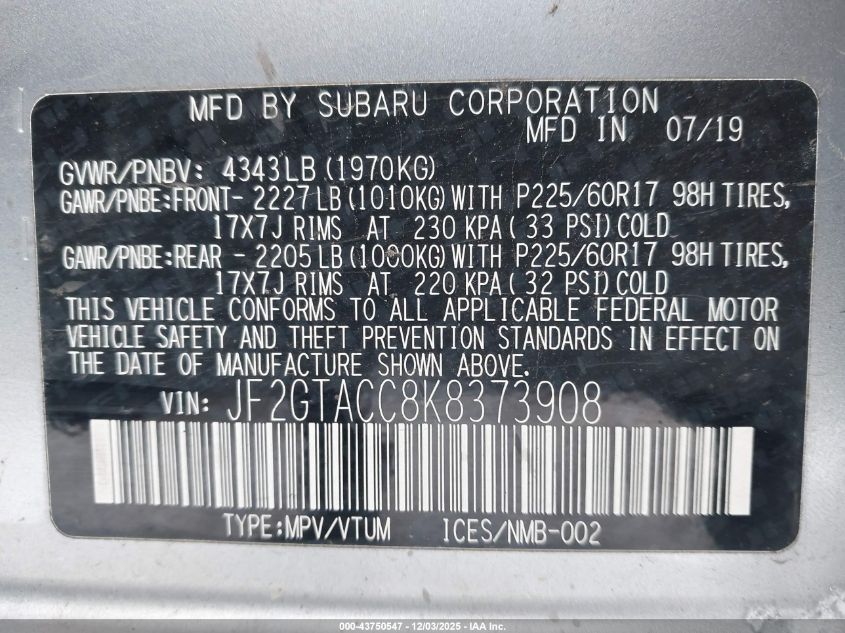 MFD BY SUBARU CORPORATION
MFD IN 07/19
GVWR/PNBV: 4343LB (1970KG)
GAWR/PNBE:FRONT- 2227LB (1010KG) WITH P225/60R17 98H TIRES,
17X7J RIMS AT 230 KPA( 33 PSI) COLD
GAWR/PNBE:REAR - 2205LB (1000KG) WITH P225/60R17 98H TIRES,
17X7J RIMS AT 220 KPA( 32 PSI) COLD
THIS VEHICLE CONFORMS TO ALL APPLICABLE FEDERAL MOTOR
VEHICLE SAFETY AND THEFT PREVENTION STANDARDS IN EFFECT ON
THE DATE OF MANUFACTURE SHOWN ABOVE.
VIN: JF2GTACC8K8373908
TYPE:MPV/VTUM ICES/NMB-002
000-43750547 - 12/03/2025 - IAA Inc.